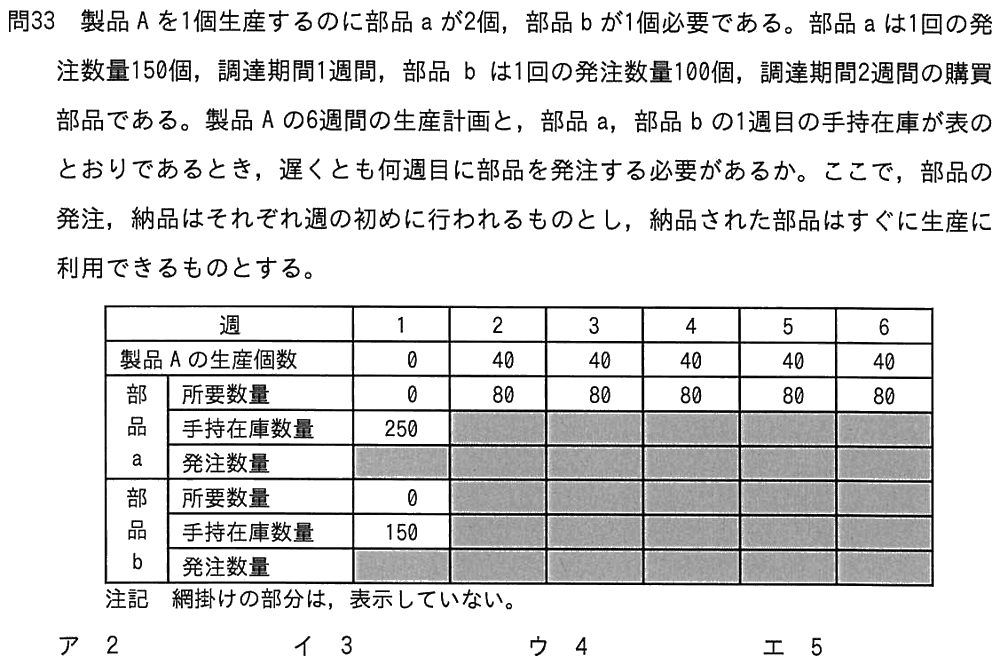 問33 製品 A を1個生産するのに部品 a が2個，部品 b が1個必要である。部品 a は1回の発
注数量150個，調達期間1週間，部品 b は1回の発注数量100個，調達期間2週間の購買
部品である。製品 A の6週間の生産計画と，部品 a，部品 b の1週目の手持在庫が表の
とおりであるとき，遅くとも何週目に部品を発注する必要があるか。ここで，部品の
発注，納品はそれぞれ週の初めに行われるものとし，納品された部品はすぐに生産に
利用できるものとする。
週 1 2 3 4 5 6
製品 A の生産個数 0 40 40 40 40 40
部 所要数量 0 80 80 80 80 80
品 手持在庫数量 250
a 発注数量
部 所要数量 0
品 手持在庫数量 150
b 発注数量
注記 網掛けの部分は，表示していない。
ア 2 イ 3 ウ 4 エ 5